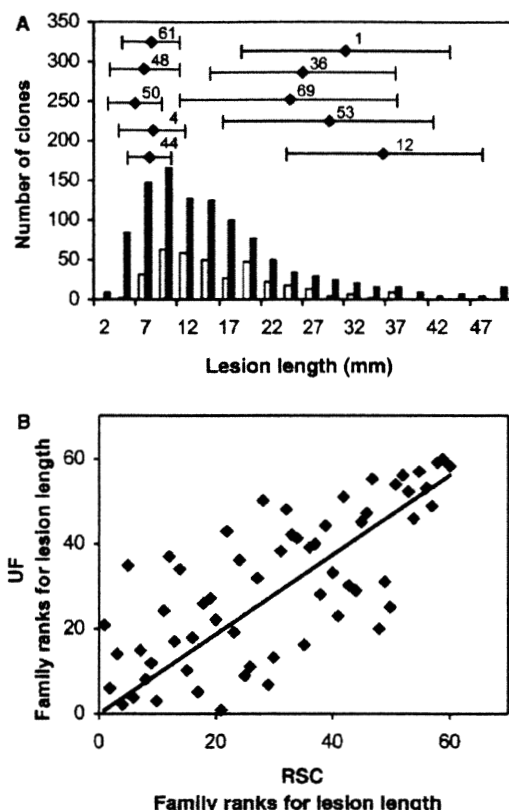 A
Number of clones
350
300
250
200
150
100
50
0
61
48
50
4
44
1
36
69
53
12
2 7 12 17 22 27 32 37 42 47
Lesion length (mm)
B
UF
Family ranks for lesion length
60
40
20
0
0 20 40 60
RSC
Family ranks for lesion length